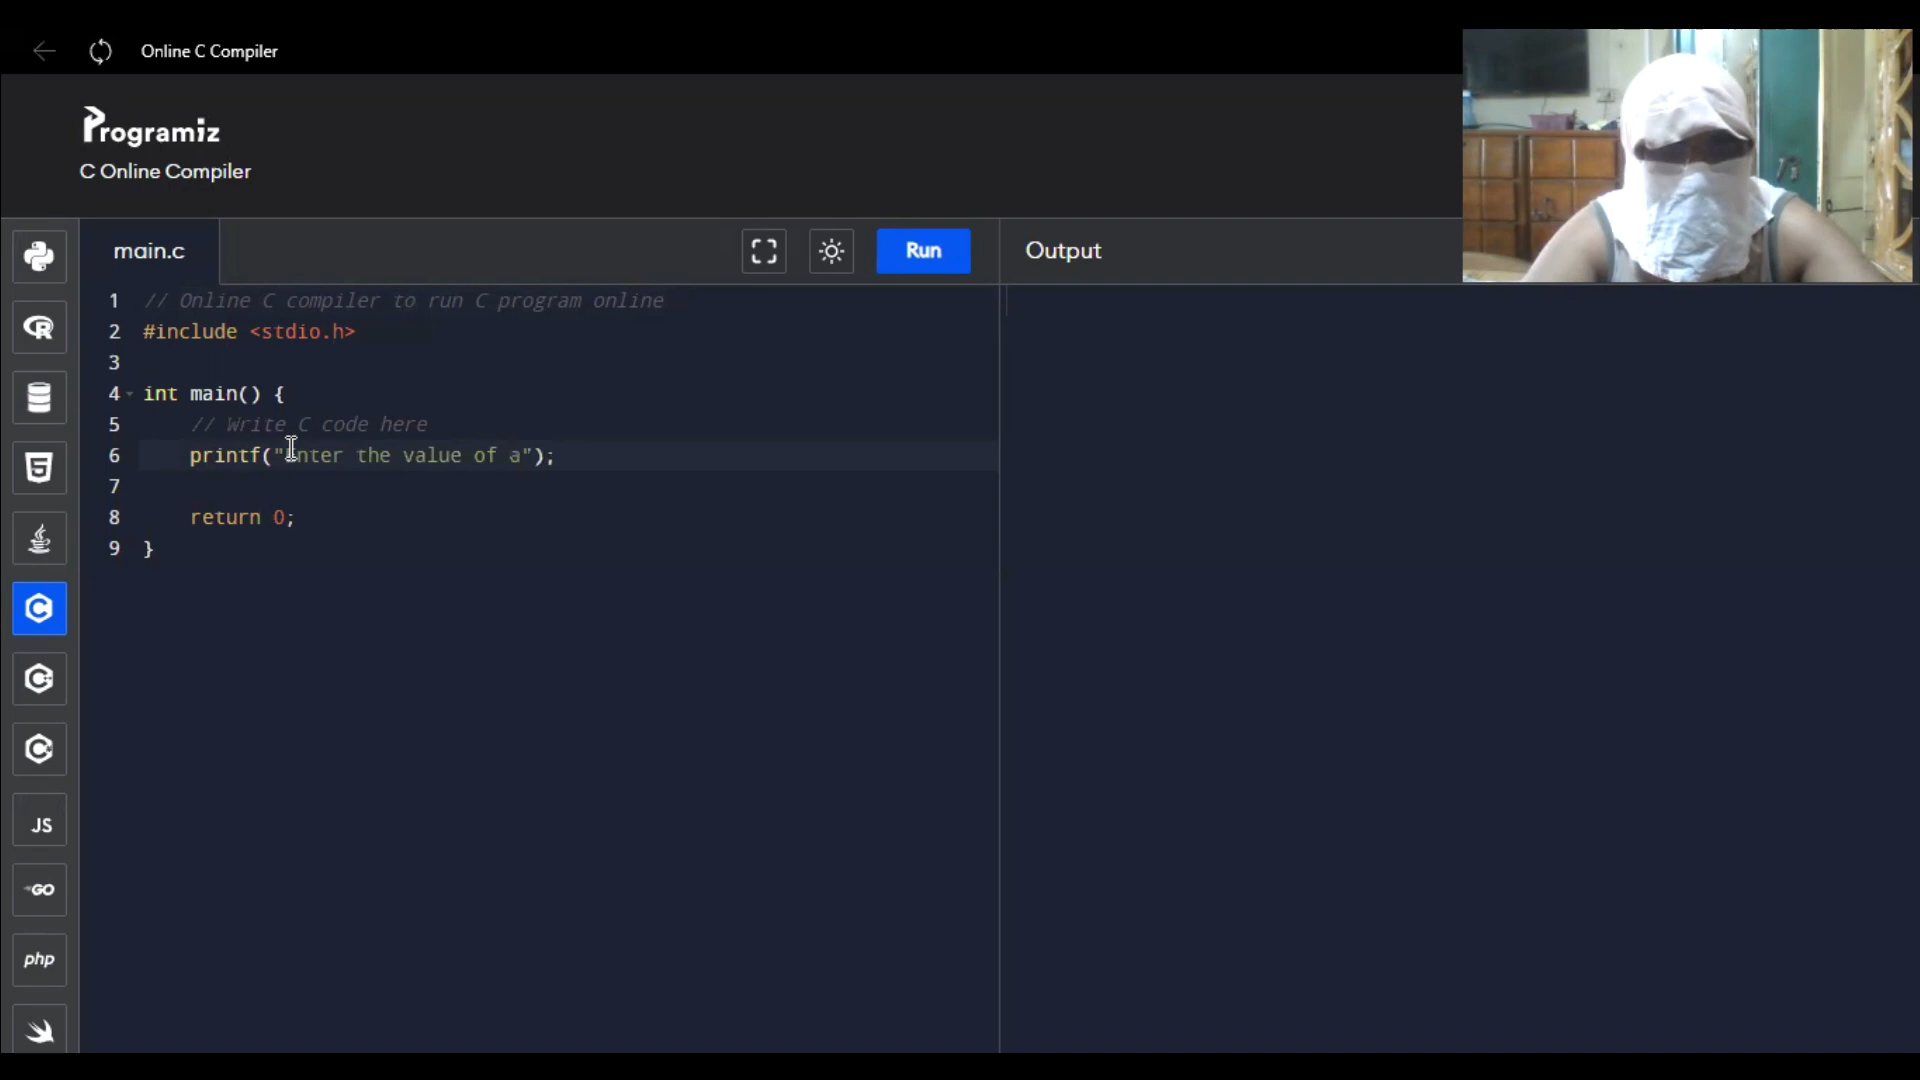 Online C Compiler
Programiz
C Online Compiler
main.c
Run
Output
1 // Online C compiler to run C program online
2 #include <stdio.h>
3
4 int main() {
5 // Write C code here
6 printf("Enter the value of a");
7
8 return 0;
9 }
JS
GO
php